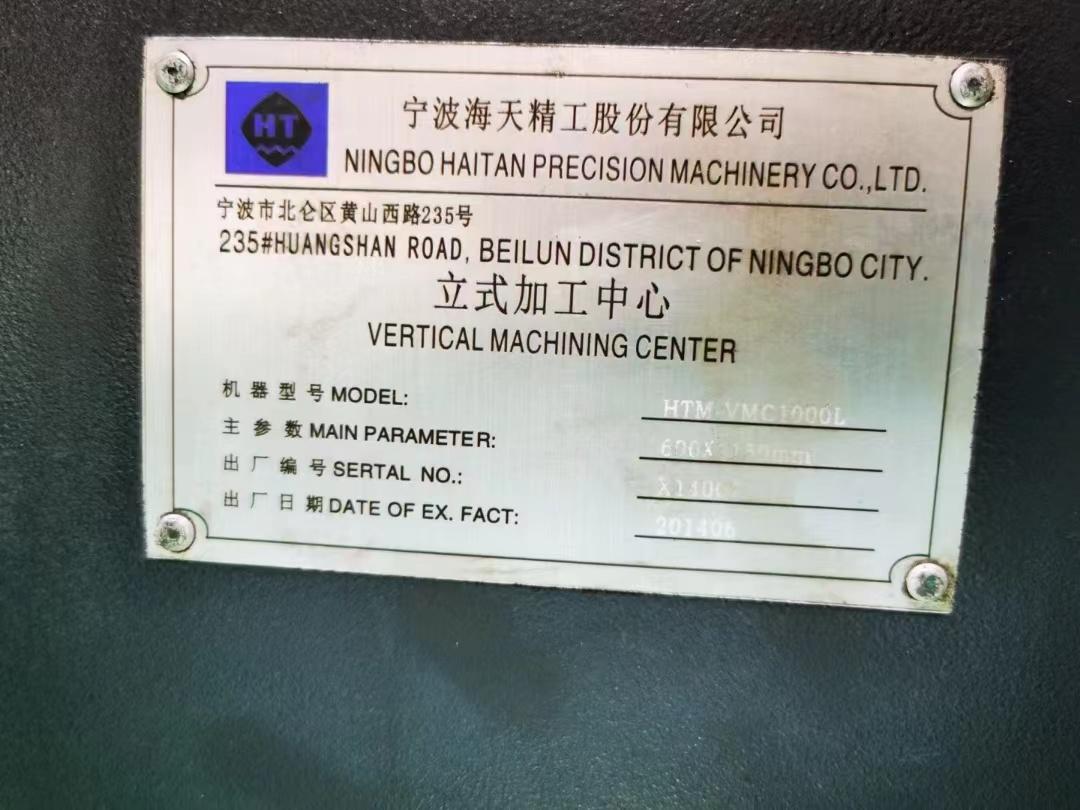 HT
宁波海天精工股份有限公司
NINGBO HAITAN PRECISION MACHINERY CO.,LTD.
宁波市北仑区黄山西路235号
235#HUANGSHAN ROAD, BEILUN DISTRICT OF NINGBO CITY.
立式加工中心
VERTICAL MACHINING CENTER
机器型号 MODEL: HTM-VMC1000L
主参数 MAIN PARAMETER:
出厂编号 SERTAL NO.:
出厂日期 DATE OF EX. FACT: 201406